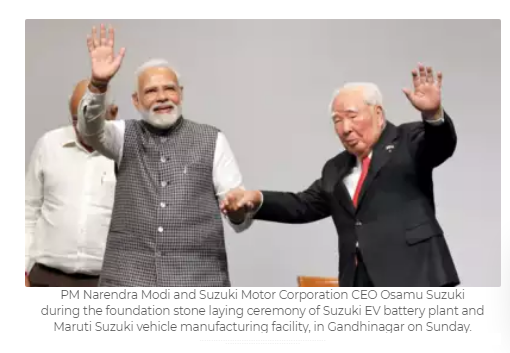 PM Narendra Modi and Suzuki Motor Corporation CEO Osamu Suzuki
during the foundation stone laying ceremony of Suzuki EV battery plant and
Maruti Suzuki vehicle manufacturing facility, in Gandhinagar on Sunday.